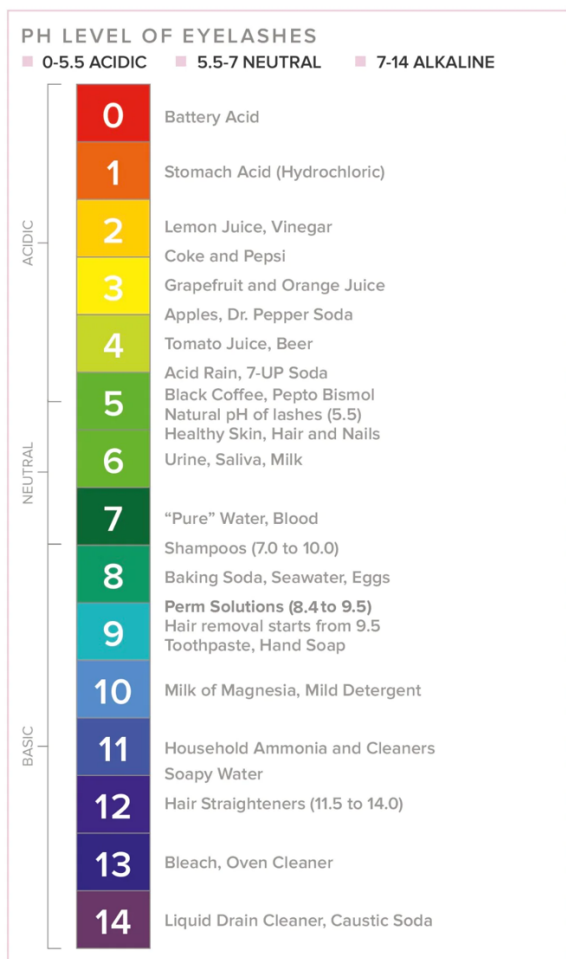 PH LEVEL OF EYELASHES
0-5.5 ACIDIC 5.5-7 NEUTRAL 7-14 ALKALINE
ACIDIC
0 Battery Acid
1 Stomach Acid (Hydrochloric)
2 Lemon Juice, Vinegar
Coke and Pepsi
3 Grapefruit and Orange Juice
Apples, Dr. Pepper Soda
4 Tomato Juice, Beer
Acid Rain, 7-UP Soda
NEUTRAL
5 Black Coffee, Pepto Bismol
Natural pH of lashes (5.5)
Healthy Skin, Hair and Nails
6 Urine, Saliva, Milk
7 “Pure” Water, Blood
Shampoos (7.0 to 10.0)
BASIC
8 Baking Soda, Seawater, Eggs
Perm Solutions (8.4 to 9.5)
9 Hair removal starts from 9.5
Toothpaste, Hand Soap
10 Milk of Magnesia, Mild Detergent
11 Household Ammonia and Cleaners
Soapy Water
12 Hair Straighteners (11.5 to 14.0)
13 Bleach, Oven Cleaner
14 Liquid Drain Cleaner, Caustic Soda